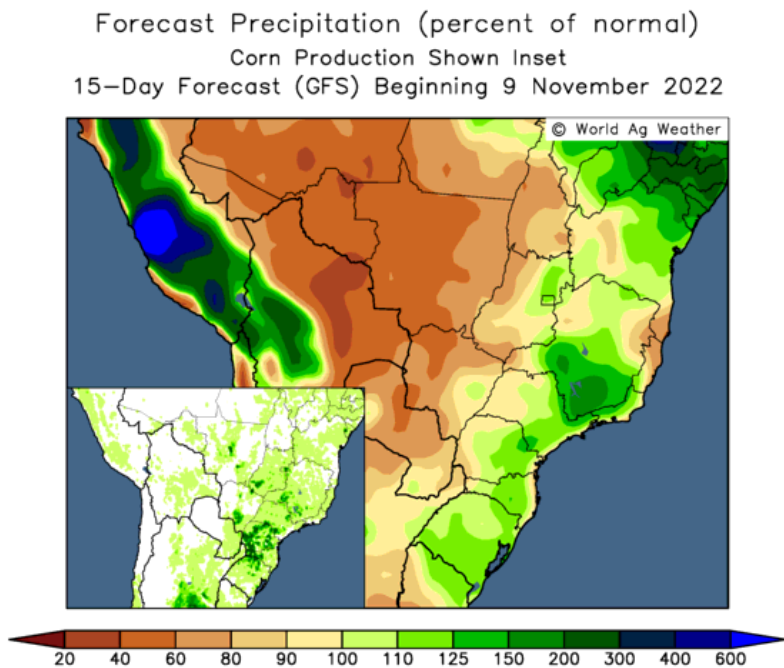 Forecast Precipitation (percent of normal)
Corn Production Shown Inset
15-Day Forecast (GFS) Beginning 9 November 2022
© World Ag Weather
20 40 60 80 90 100 110 125 150 200 300 400 600